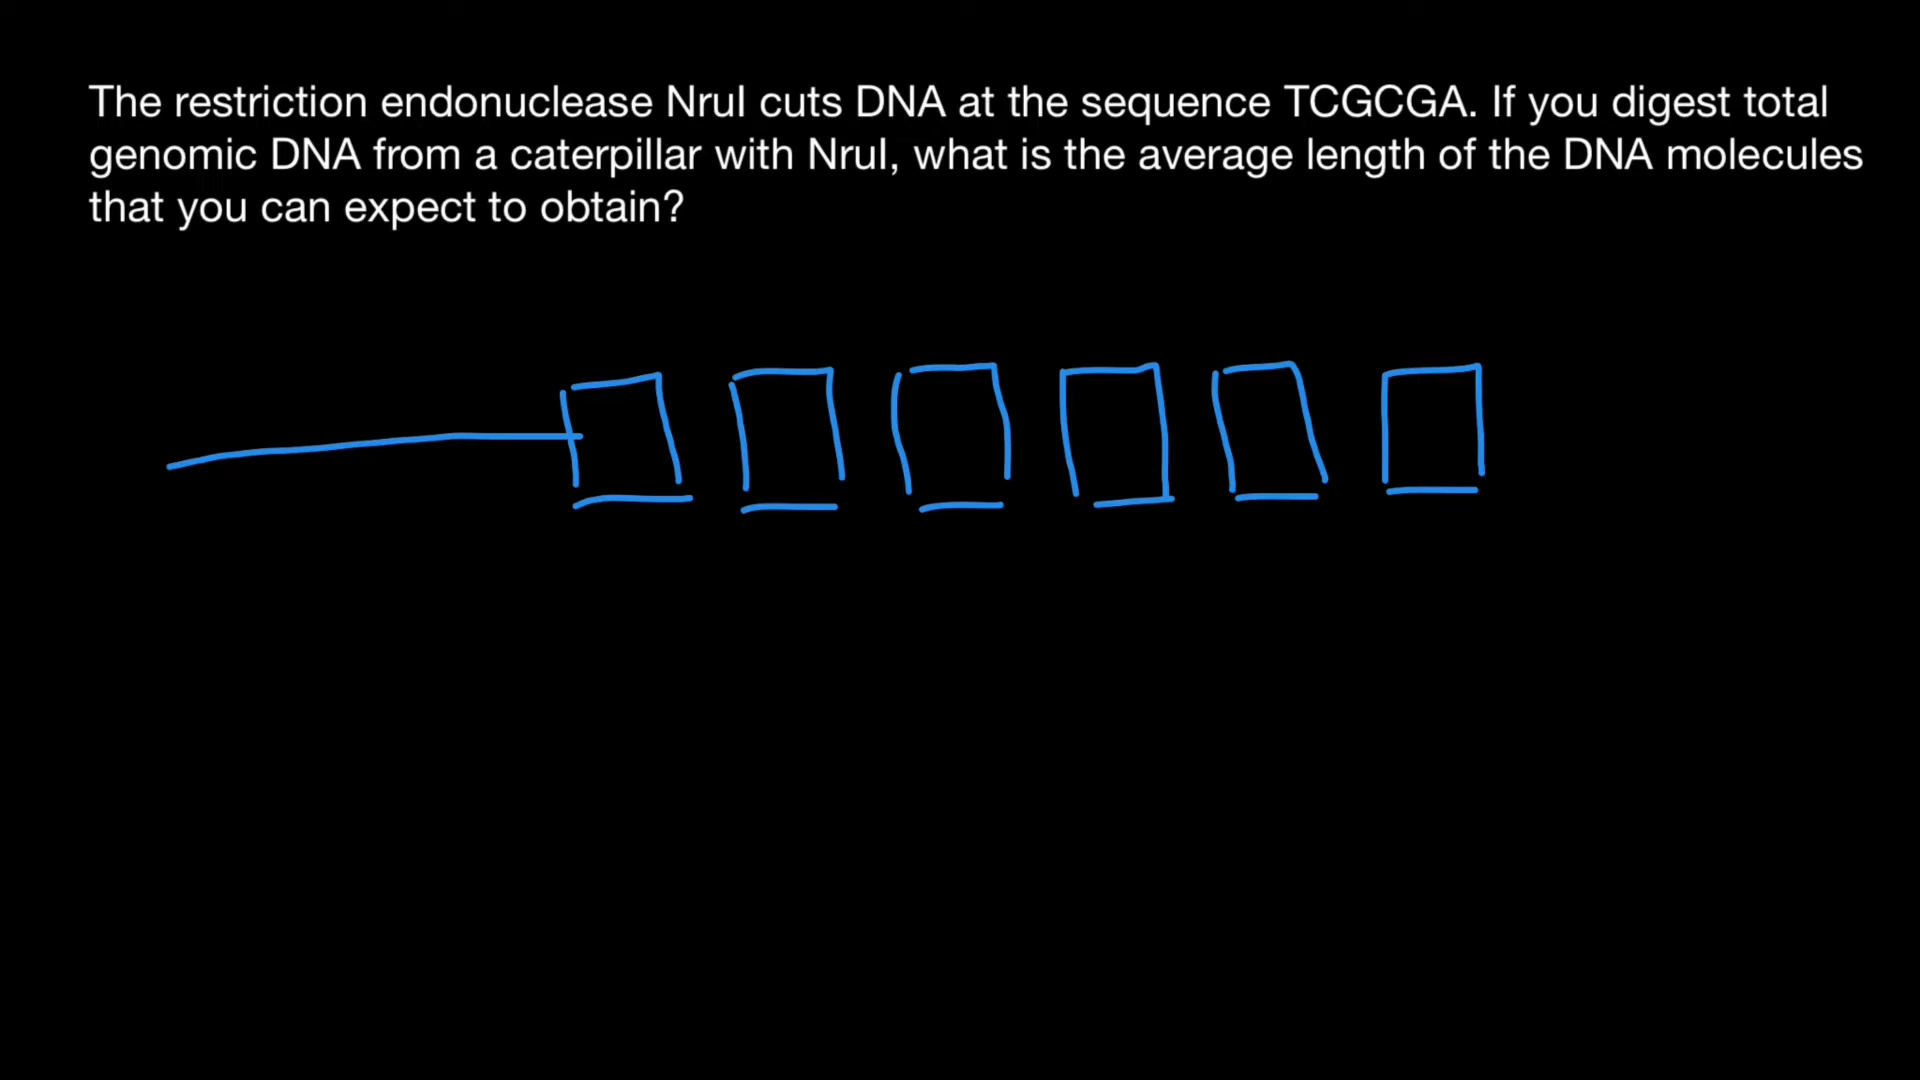 The restriction endonuclease NruI cuts DNA at the sequence TCGCGA. If you digest total
genomic DNA from a caterpillar with NruI, what is the average length of the DNA molecules
that you can expect to obtain?